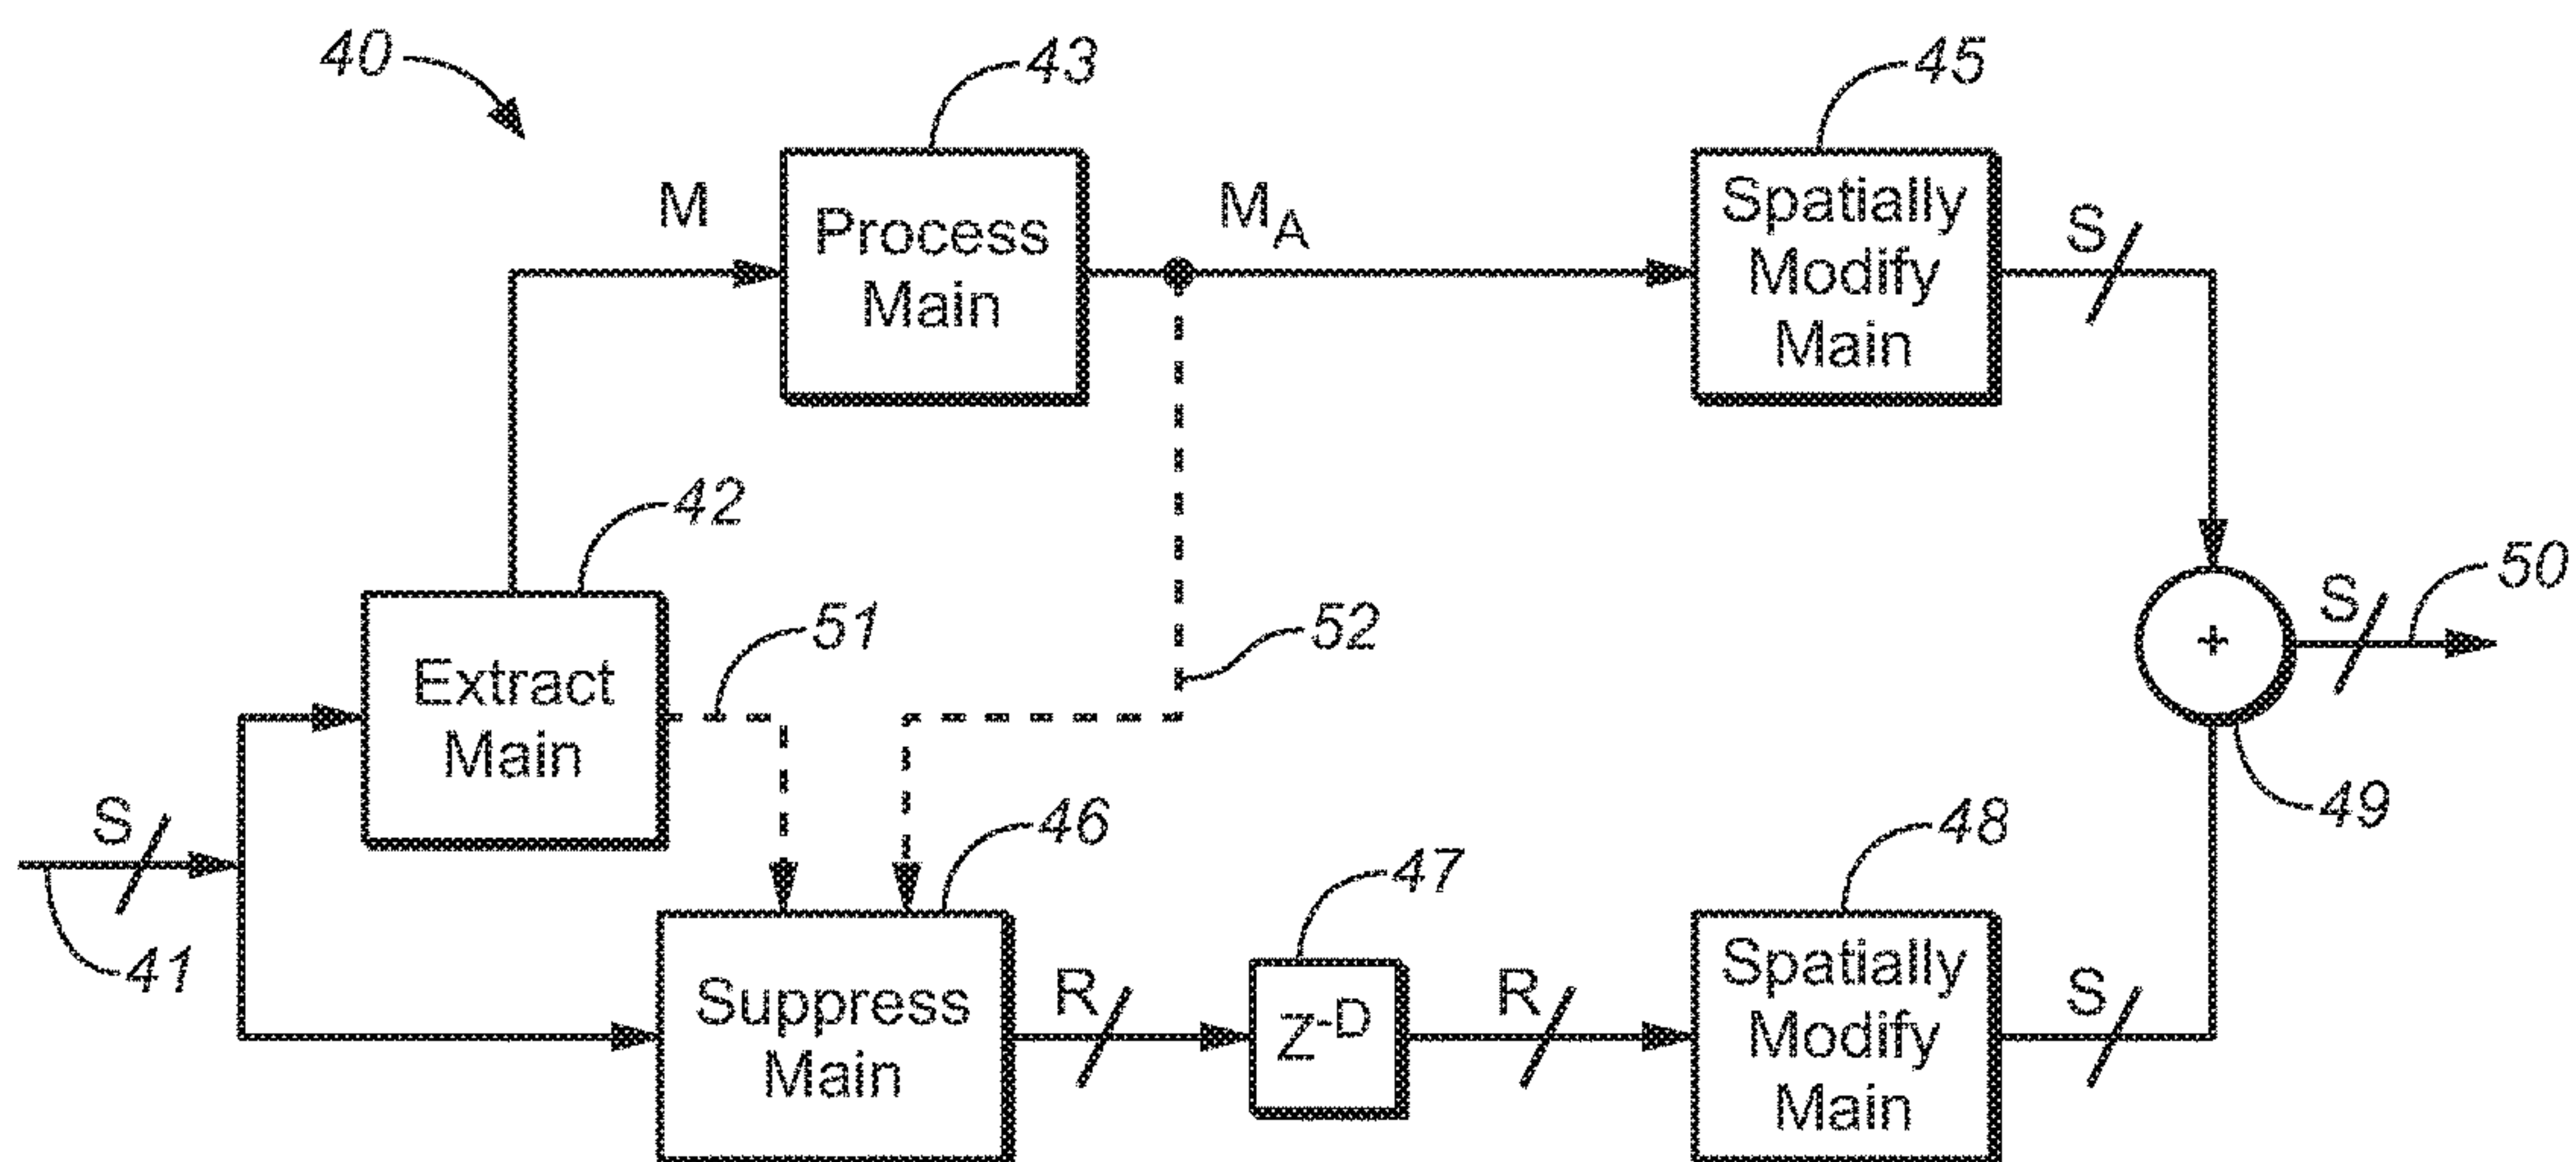 40
43
45
M
Process
Main
M_A
Spatially
Modify
Main
S
42
51
52
S
50
Extract
Main
+
S
41
46
47
48
49
Suppress
Main
R
Z^-D
R
Spatially
Modify
Main
S